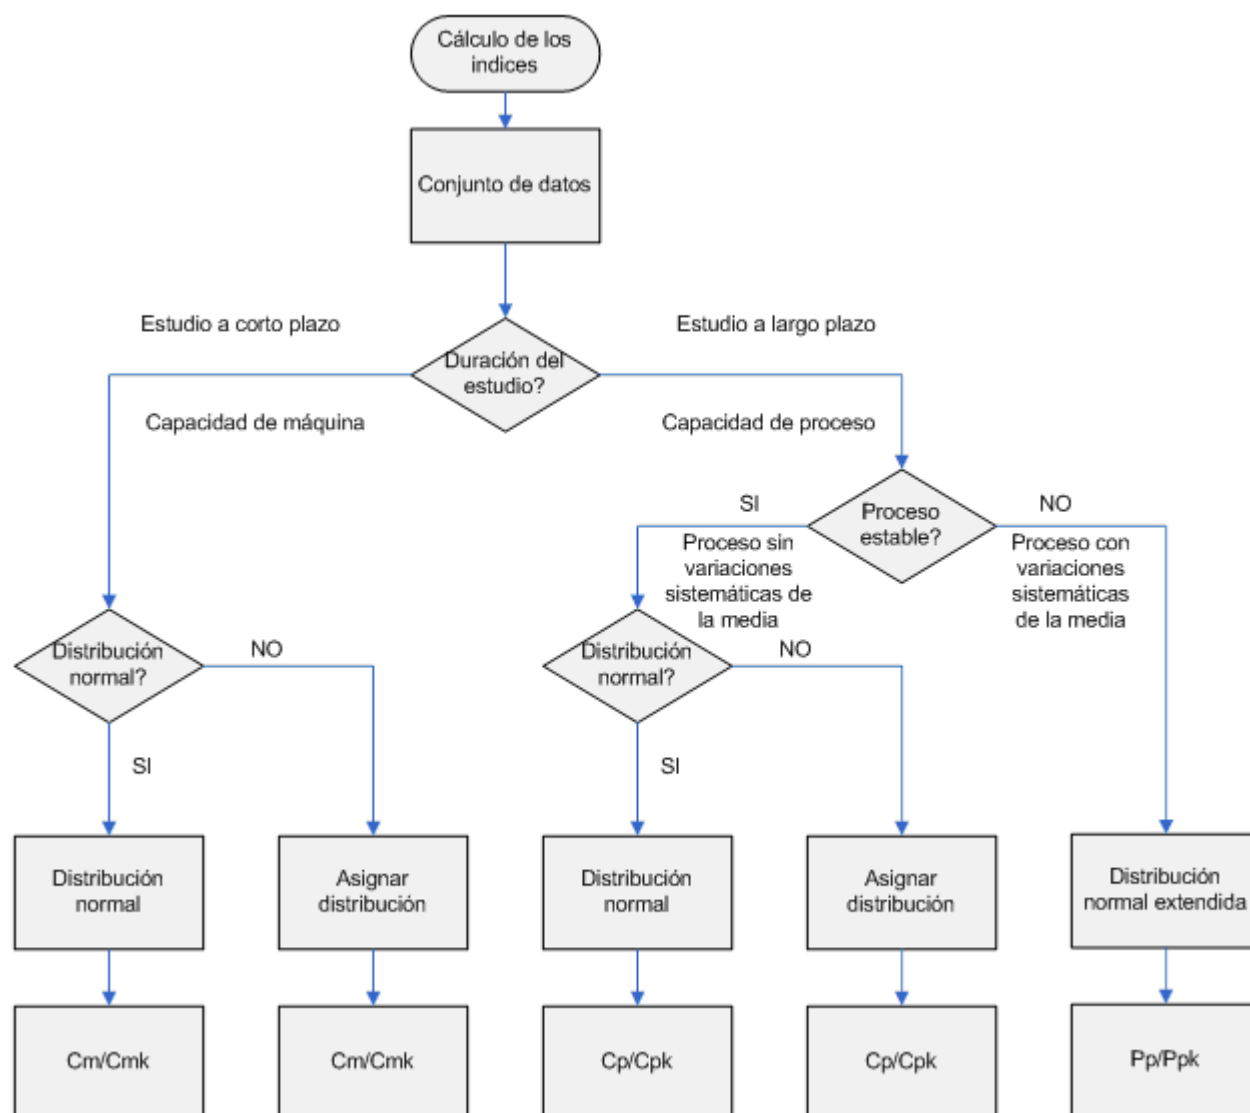 Cálculo de los
indices
Conjunto de datos
Estudio a corto plazo
Estudio a largo plazo
Duración del
estudio?
Capacidad de máquina
Capacidad de proceso
SI
Proceso
estable?
NO
Proceso sin
variaciones
sistemáticas de
la media
Proceso con
variaciones
sistemáticas
de la media
Distribución
normal?
NO
Distribución
normal?
NO
SI
SI
Distribución
normal
Asignar
distribución
Distribución
normal
Asignar
distribución
Distribución
normal extendida
Cm/Cmk
Cm/Cmk
Cp/Cpk
Cp/Cpk
Pp/Ppk